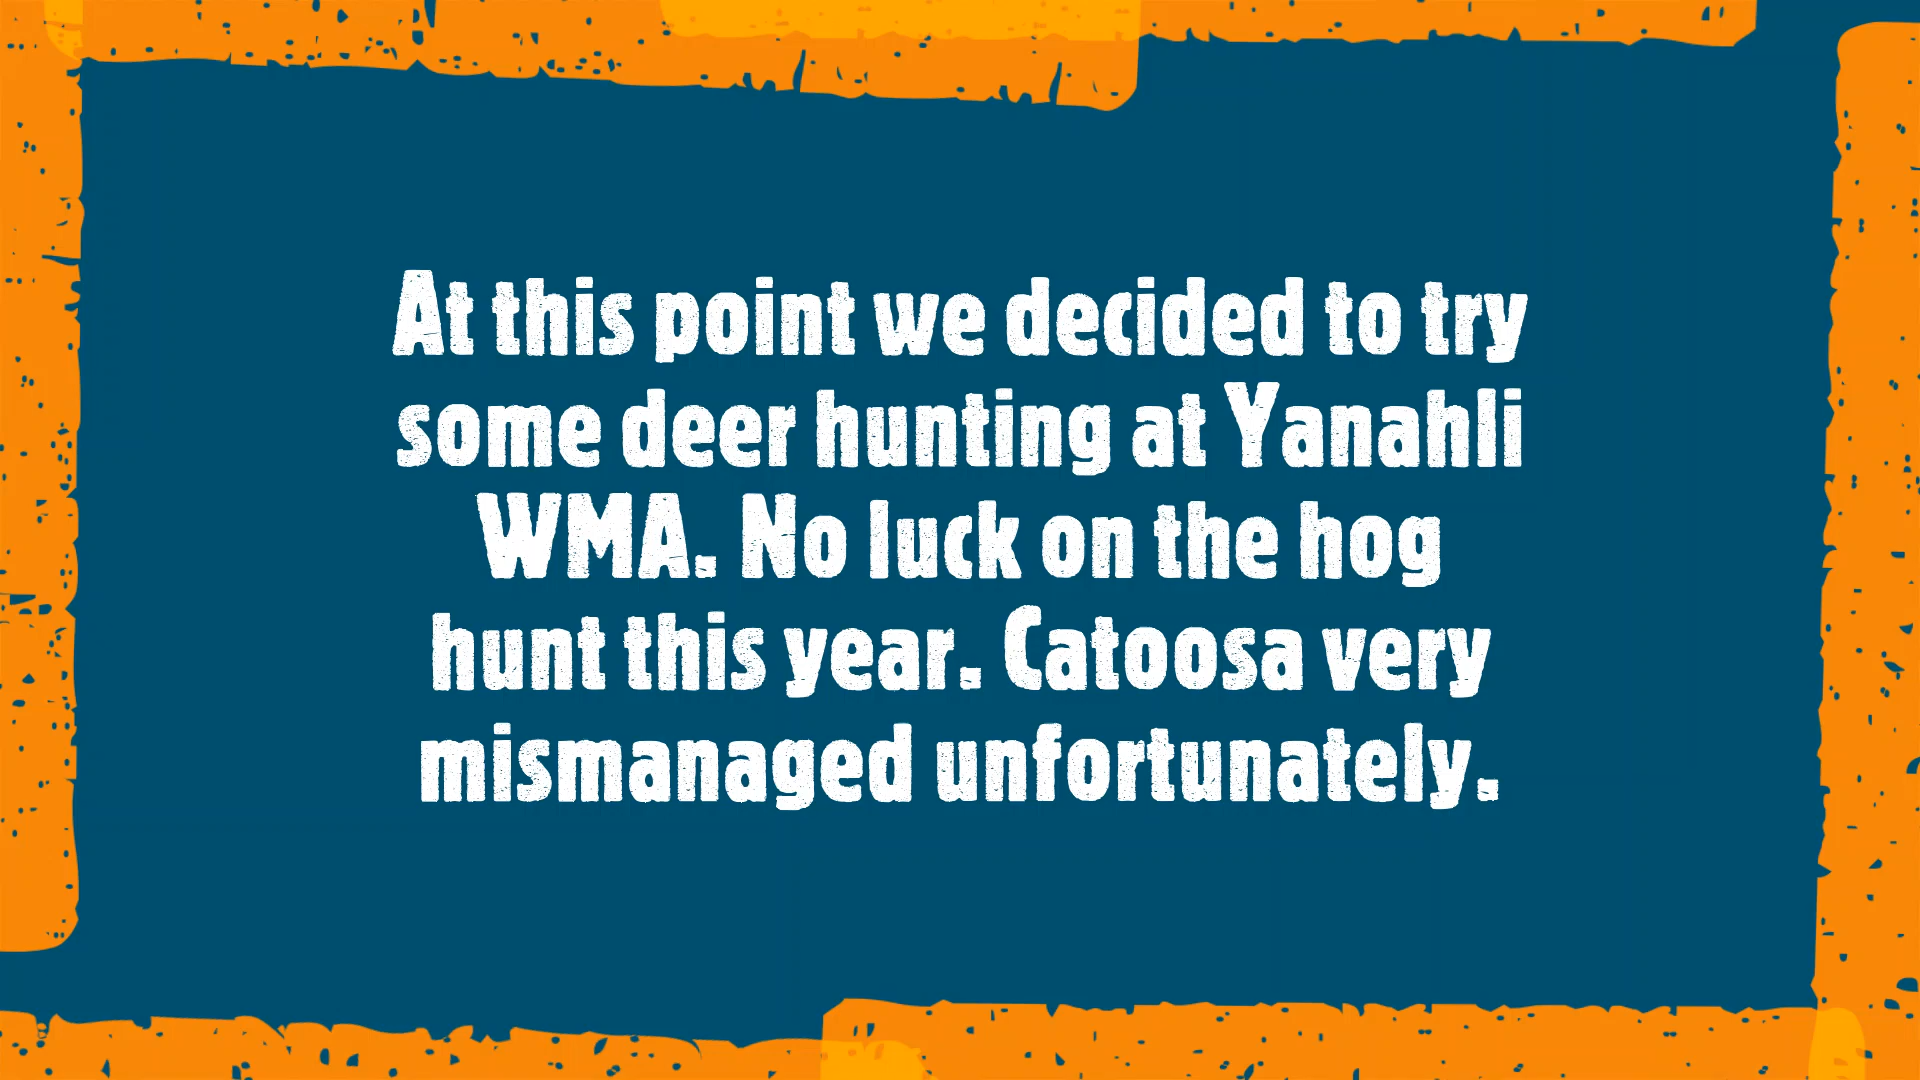 At this point we decided to try
some deer hunting at Yanahli
WMA. No luck on the hog
hunt this year. Catoosa very
mismanaged unfortunately.